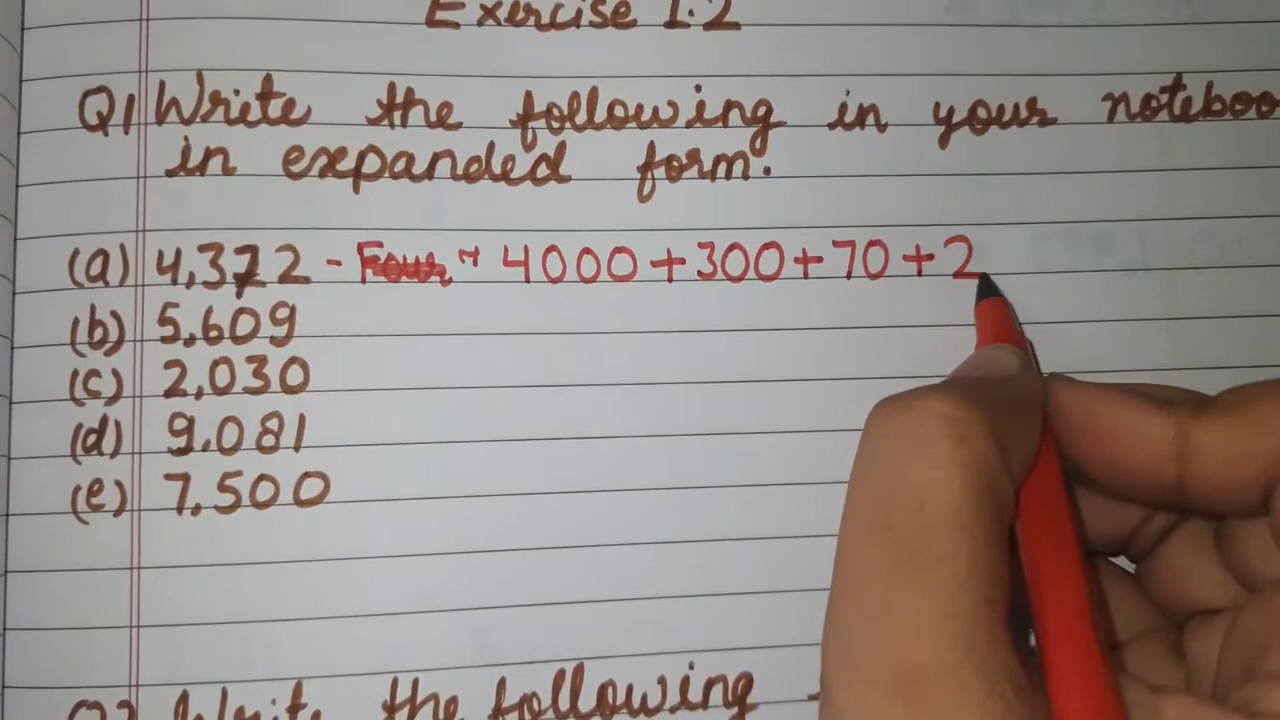 Exercise 1.2
Q1 Write the following in your noteboo
in expanded form.
(a) 4,372 - Four - 4000+300+70+2
(b) 5,609
(c) 2,030
(d) 9,081
(e) 7,500
Q2 Write the following